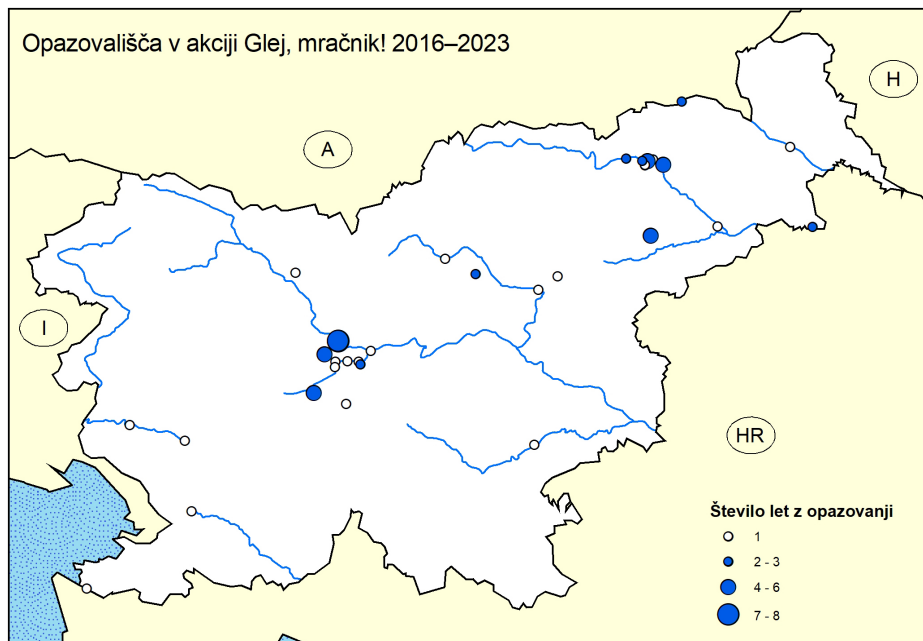 Opazovališča v akciji Glej, mračnik! 2016–2023
H
A
I
HR
Število let z opazovanji
1
2 - 3
4 - 6
7 - 8